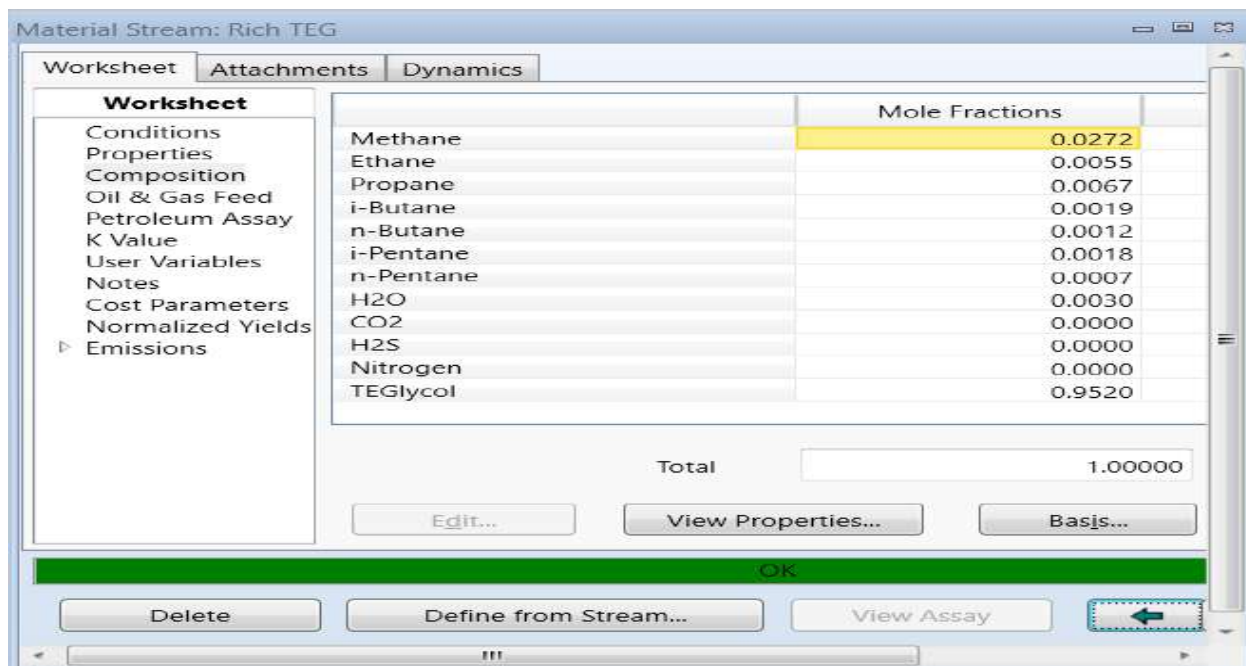 Material Stream: Rich TEG
Worksheet Attachments Dynamics
Worksheet
Conditions
Properties
Composition
Oil & Gas Feed
Petroleum Assay
K Value
User Variables
Notes
Cost Parameters
Normalized Yields
Emissions
Mole Fractions
Methane 0.0272
Ethane 0.0055
Propane 0.0067
i-Butane 0.0019
n-Butane 0.0012
i-Pentane 0.0018
n-Pentane 0.0007
H2O 0.0030
CO2 0.0000
H2S 0.0000
Nitrogen 0.0000
TEGlycol 0.9520
Total 1.00000
Edit... View Properties... Basis...
OK
Delete Define from Stream... View Assay